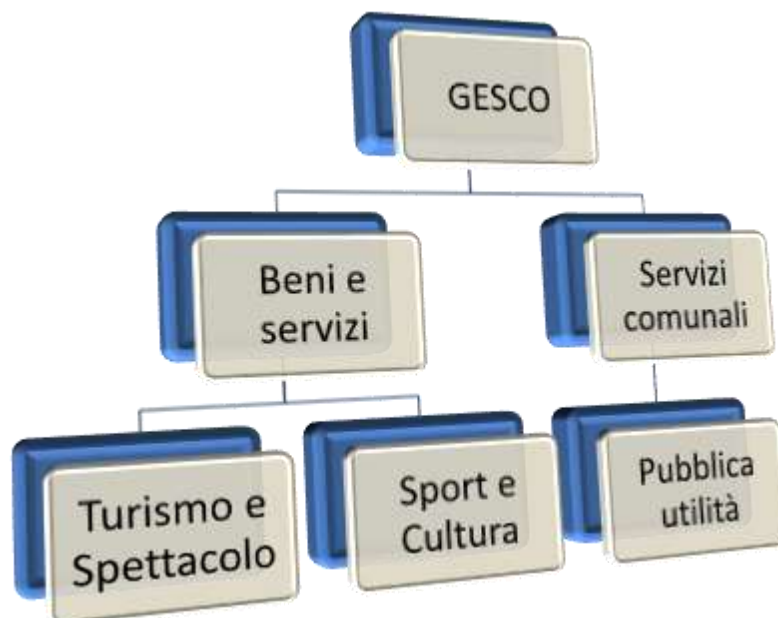 GESCO
Beni e
servizi
Servizi
comunali
Turismo e
Spettacolo
Sport e
Cultura
Pubblica
utilità